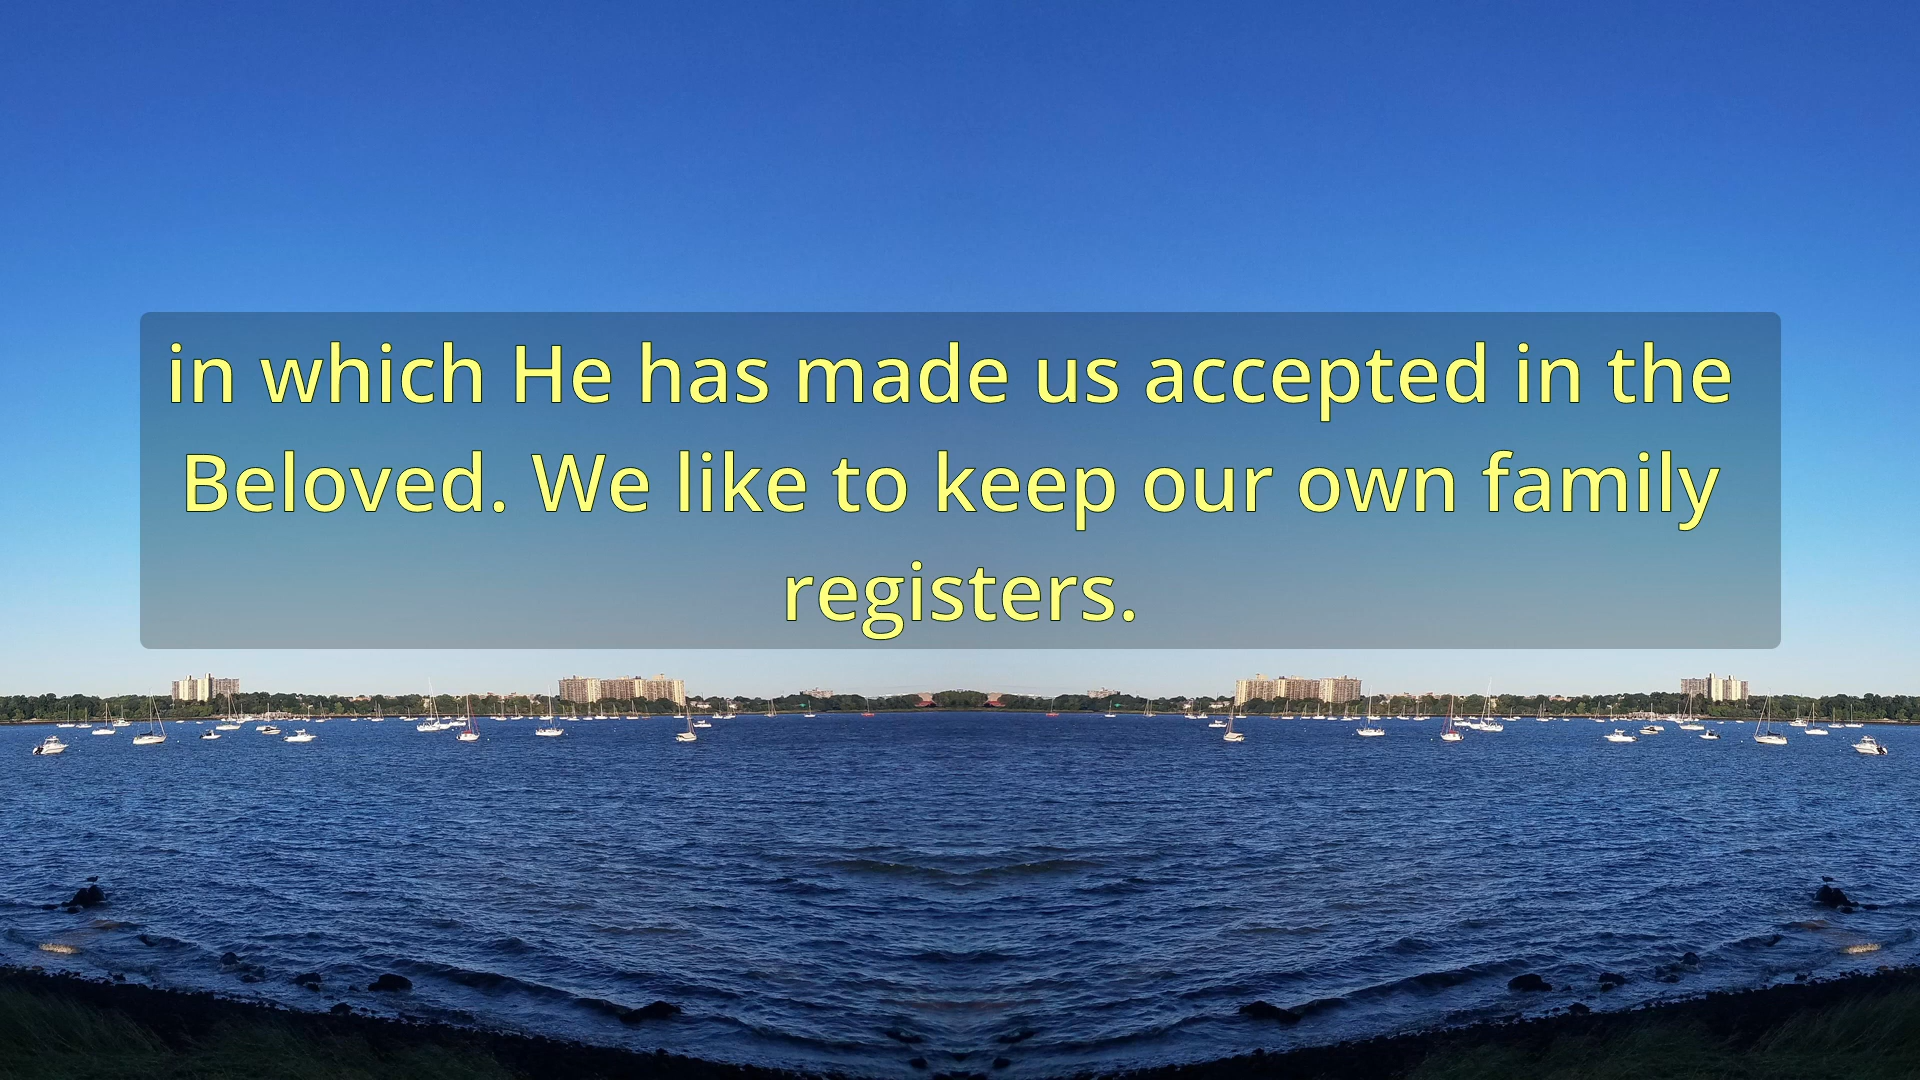 in which He has made us accepted in the
Beloved. We like to keep our own family
registers.